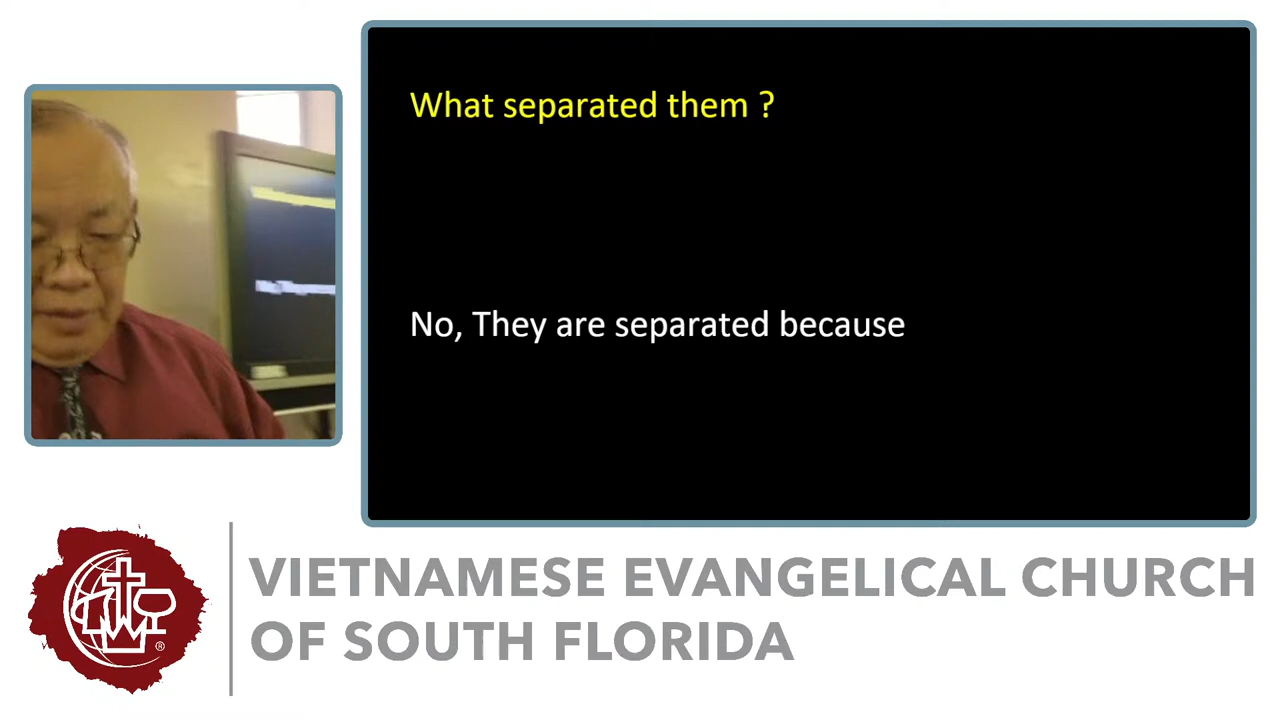 What separated them ?
No, They are separated because
VIETNAMESE EVANGELICAL CHURCH
OF SOUTH FLORIDA
®